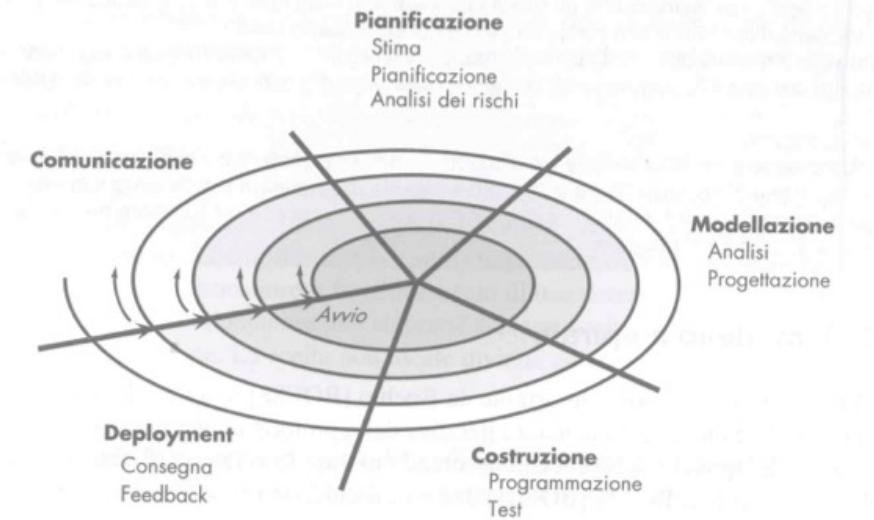 Pianificazione
Stima
Pianificazione
Analisi dei rischi
Comunicazione
Modellazione
Analisi
Progettazione
Avvio
Deployment
Consegna
Feedback
Costruzione
Programmazione
Test